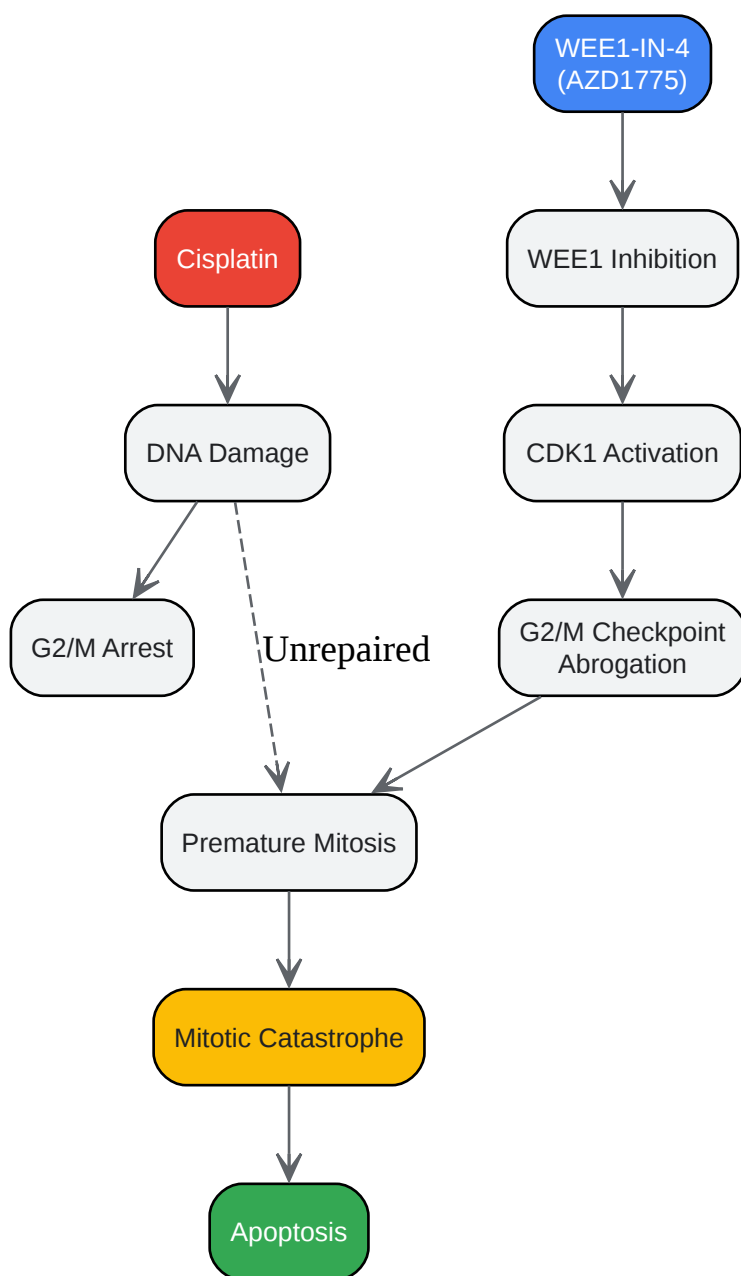 WEE1-IN-4
(AZD1775)
Cisplatin
WEE1 Inhibition
DNA Damage
CDK1 Activation
G2/M Arrest
Unrepaired
G2/M Checkpoint
Abrogation
Premature Mitosis
Mitotic Catastrophe
Apoptosis